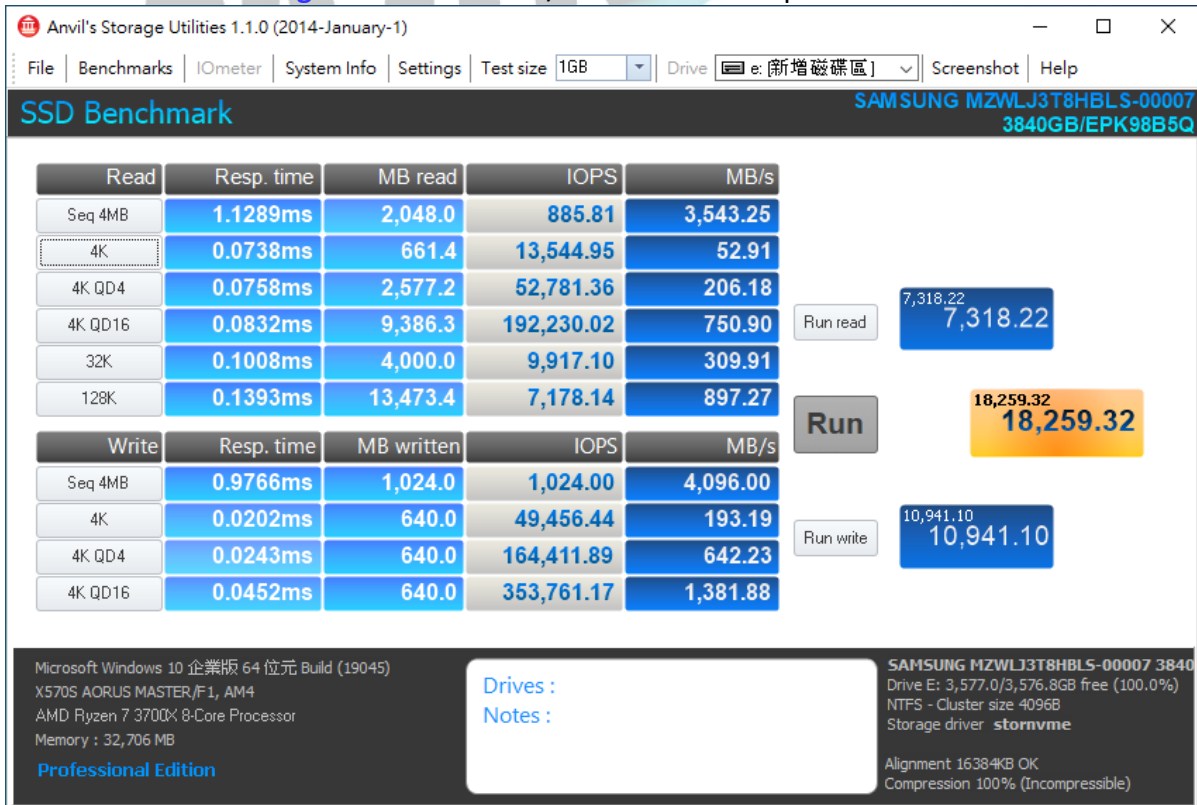 Anvil's Storage Utilities 1.1.0 (2014-January-1)
File Benchmarks IOmeter System Info Settings Test size 1GB Drive e: [新增磁碟區] Screenshot Help
SSD Benchmark
SAMSUNG MZWLJ3T8HBLS-00007
3840GB/EPK98B5Q
Read Resp. time MB read IOPS MB/s
Seq 4MB 1.1289ms 2,048.0 885.81 3,543.25
4K 0.0738ms 661.4 13,544.95 52.91
4K QD4 0.0758ms 2,577.2 52,781.36 206.18
4K QD16 0.0832ms 9,386.3 192,230.02 750.90
32K 0.1008ms 4,000.0 9,917.10 309.91
128K 0.1393ms 13,473.4 7,178.14 897.27
Run read
7,318.22
7,318.22
Run
18,259.32
18,259.32
Write Resp. time MB written IOPS MB/s
Seq 4MB 0.9766ms 1,024.0 1,024.00 4,096.00
4K 0.0202ms 640.0 49,456.44 193.19
4K QD4 0.0243ms 640.0 164,411.89 642.23
4K QD16 0.0452ms 640.0 353,761.17 1,381.88
Run write
10,941.10
10,941.10
Microsoft Windows 10 企業版 64 位元 Build (19045)
X570S AORUS MASTER/F1, AM4
AMD Ryzen 7 3700X 8-Core Processor
Memory : 32,706 MB
Professional Edition
Drives :
Notes :
SAMSUNG MZWLJ3T8HBLS-00007 3840
Drive E: 3,577.0/3,576.8GB free (100.0%)
NTFS - Cluster size 4096B
Storage driver stornvme
Alignment 16384KB OK
Compression 100% (Incompressible)